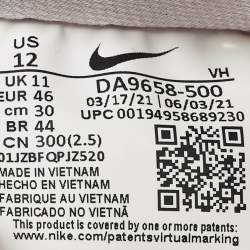 US
12
VH
UK 11
DA9658-500
EUR 46
03/17/21 06/03/21
cm 30
UPC 00194958689230
BR 44
CN 300(2.5)
01JZBFQPJZ520
MADE IN VIETNAM
HECHO EN VIETNAM
FABRIQUE AU VIETNAM
FABRICADO NO VIETNÃ
This product is covered by one or more patents:
www.nike.com/patentsvirtualmarking